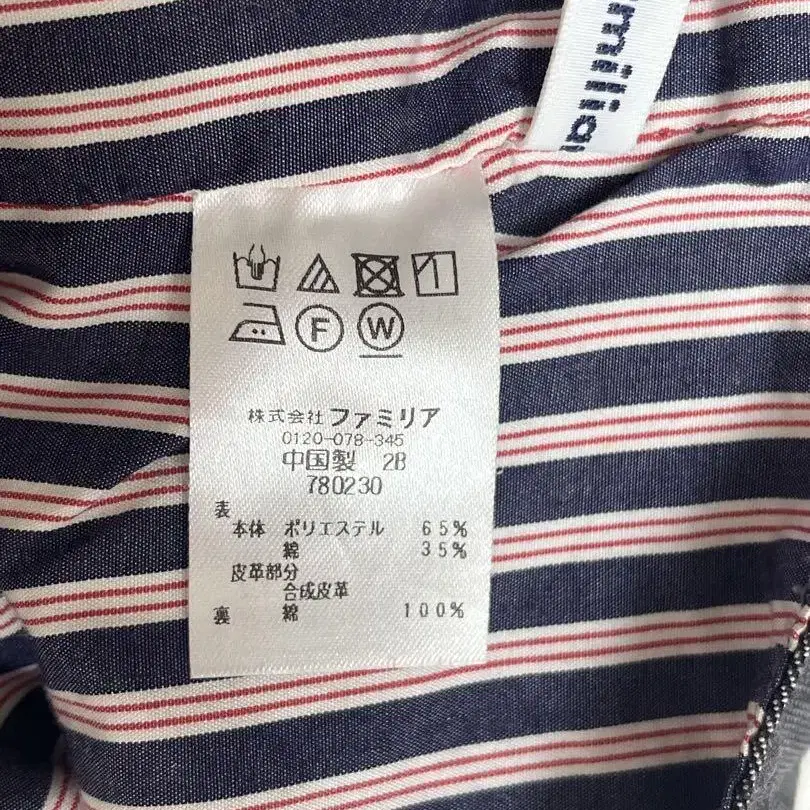 milia
F W
株式会社 ファミリア
0120-078-345
中国製 2B
780230
表
本体 ポリエステル 65%
綿 35%
皮革部分
合成皮革
裏 綿 100%